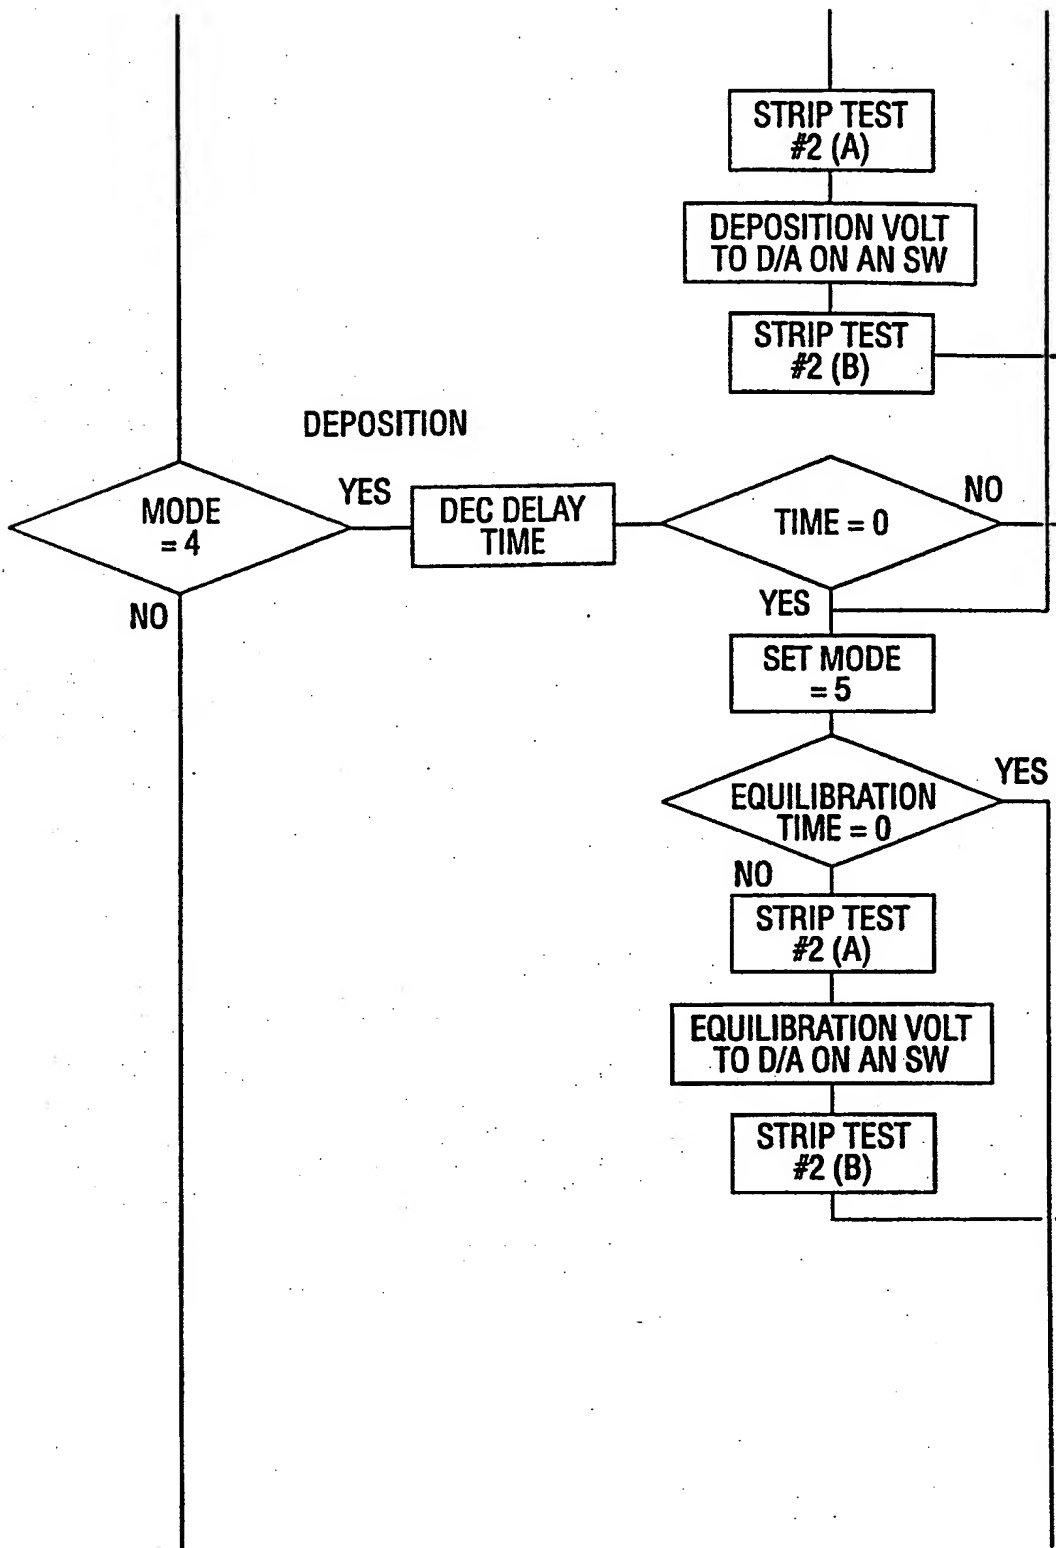 STRIP TEST
#2 (A)
DEPOSITION VOLT
TO D/A ON AN SW
STRIP TEST
#2 (B)
DEPOSITION
MODE
= 4
YES
DEC DELAY
TIME
TIME = 0
NO
NO
YES
SET MODE
= 5
EQUILIBRATION
TIME = 0
YES
NO
STRIP TEST
#2 (A)
EQUILIBRATION VOLT
TO D/A ON AN SW
STRIP TEST
#2 (B)